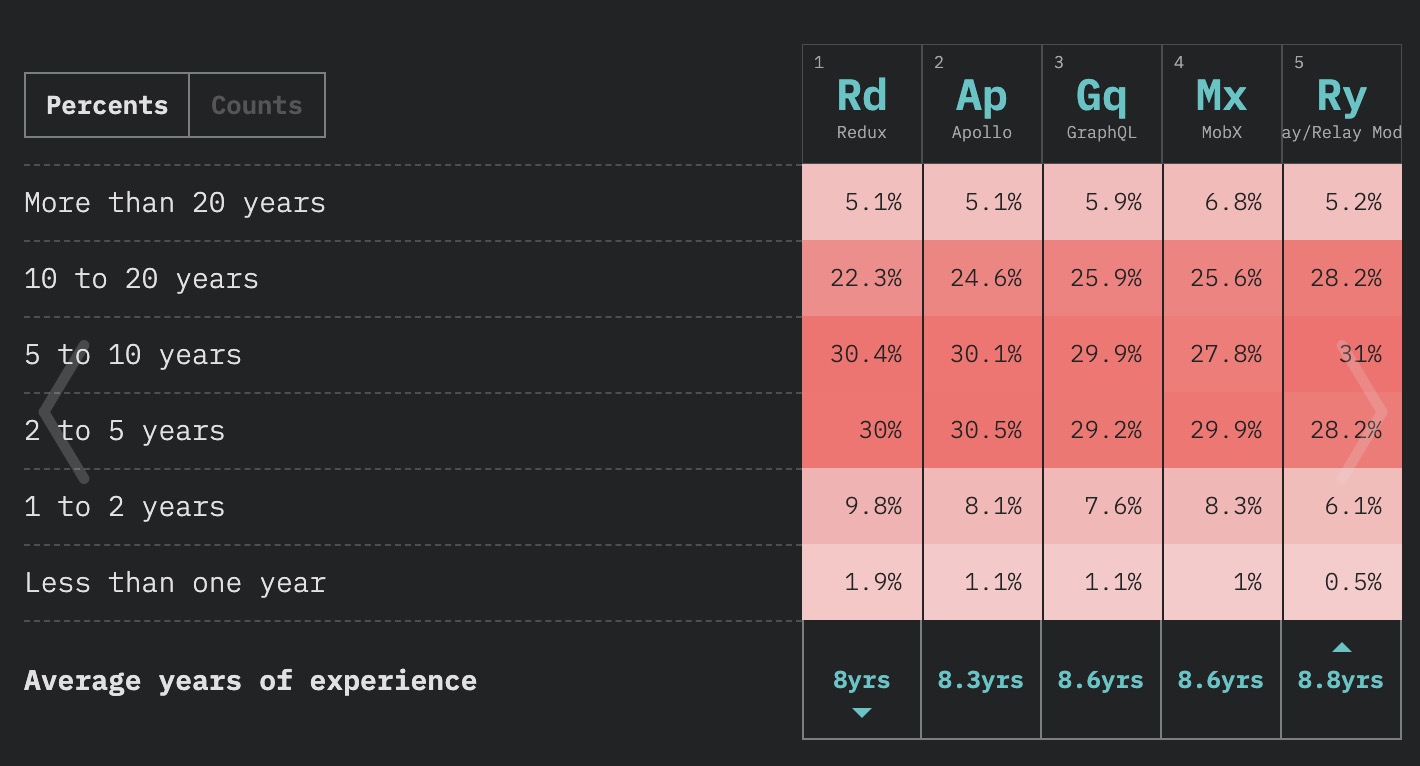 Percents Counts
1 2 3 4 5
Rd Ap Gq Mx Ry
Redux Apollo GraphQL MobX ay/Relay Mod
More than 20 years 5.1% 5.1% 5.9% 6.8% 5.2%
10 to 20 years 22.3% 24.6% 25.9% 25.6% 28.2%
5 to 10 years 30.4% 30.1% 29.9% 27.8% 31%
2 to 5 years 30% 30.5% 29.2% 29.9% 28.2%
1 to 2 years 9.8% 8.1% 7.6% 8.3% 6.1%
Less than one year 1.9% 1.1% 1.1% 1% 0.5%
Average years of experience 8yrs 8.3yrs 8.6yrs 8.6yrs 8.8yrs